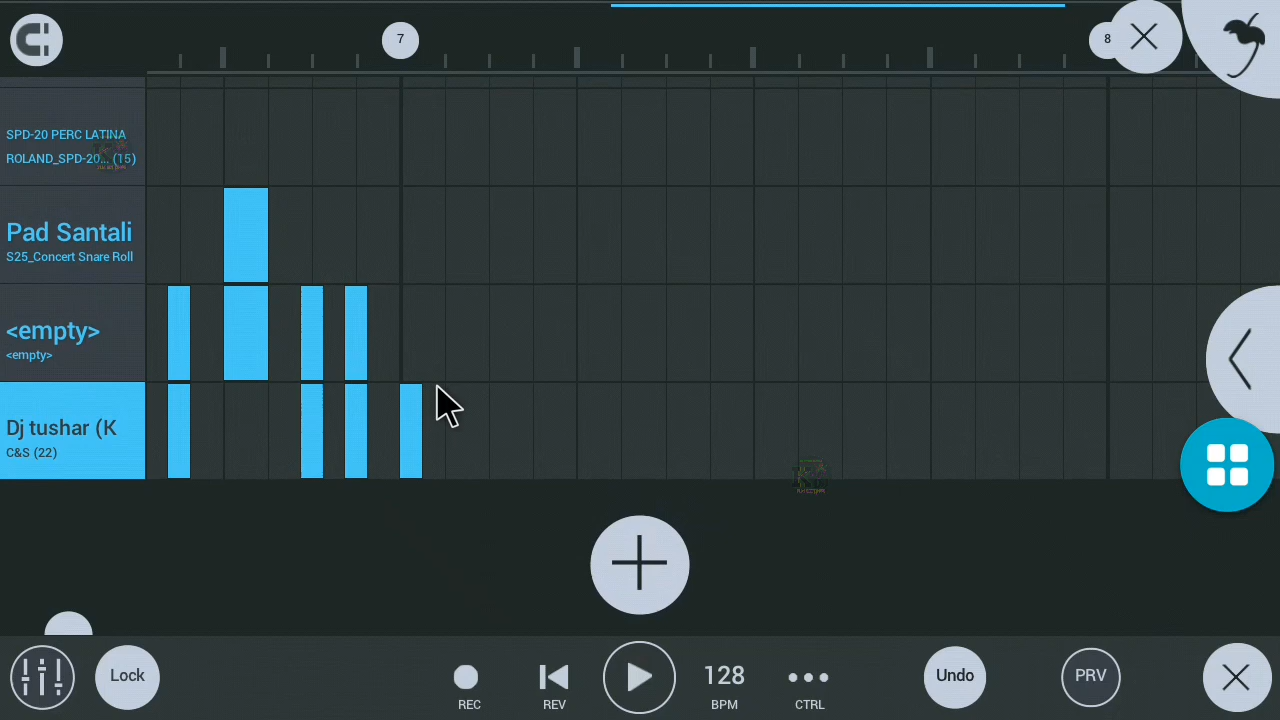 7
8
SPD-20 PERC LATINA
ROLAND_SPD-20... (15)
Pad Santali
S25_Concert Snare Roll
<empty>
<empty>
Dj tushar (K
C&S (22)
Lock
REC
REV
128
BPM
CTRL
Undo
PRV